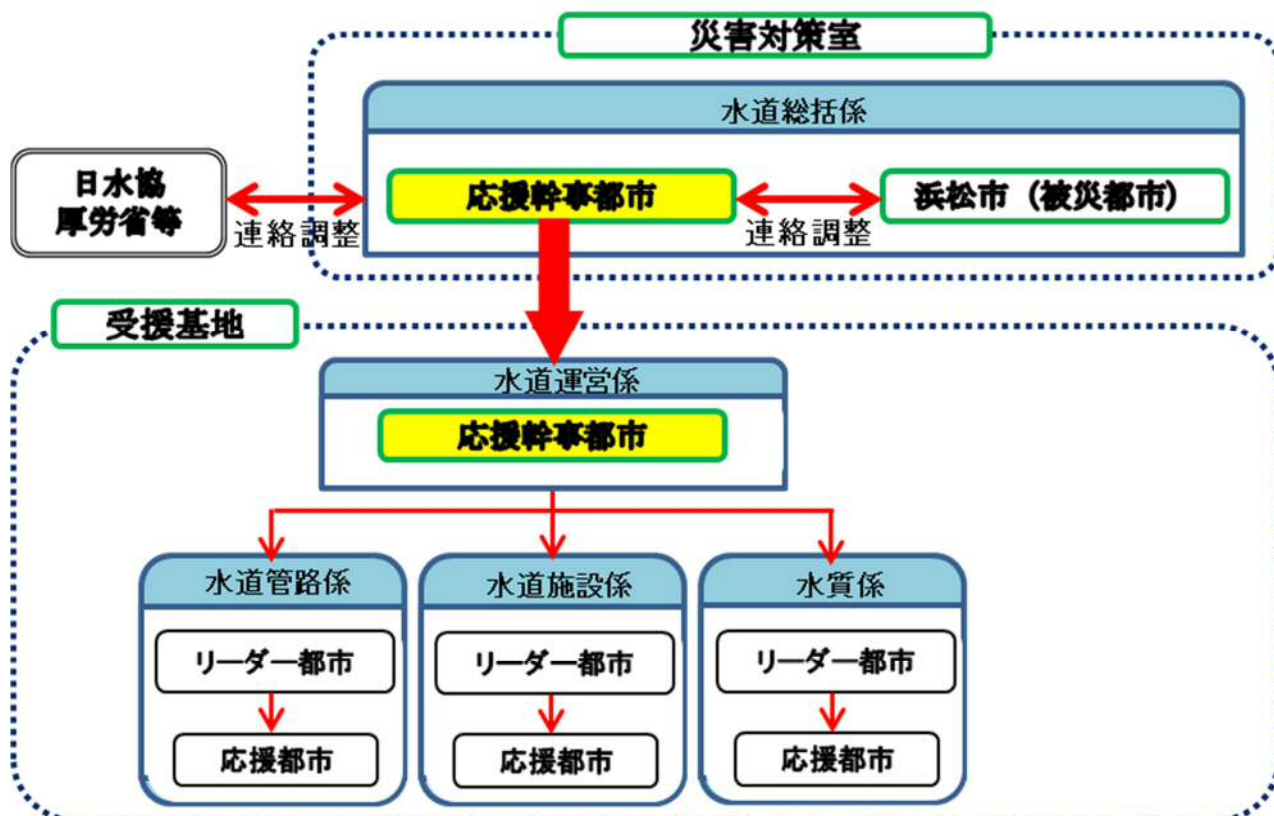 災害対策室
水道総括係
日水協
厚労省等
連絡調整
応援幹事都市
連絡調整
浜松市（被災都市）
受援基地
水道運営係
応援幹事都市
水道管路係
リーダー都市
応援都市
水道施設係
リーダー都市
応援都市
水質係
リーダー都市
応援都市